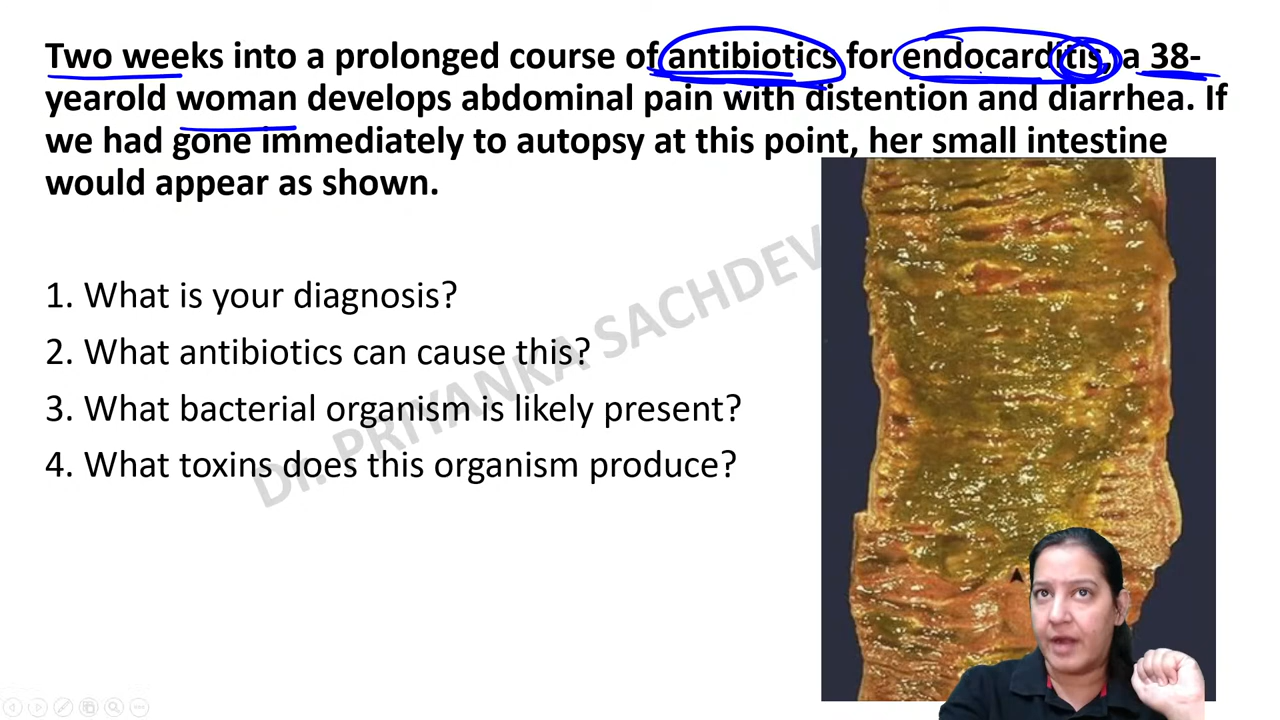 Two weeks into a prolonged course of antibiotics for endocarditis, a 38-
yearold woman develops abdominal pain with distention and diarrhea. If
we had gone immediately to autopsy at this point, her small intestine
would appear as shown.
1. What is your diagnosis?
2. What antibiotics can cause this?
3. What bacterial organism is likely present?
4. What toxins does this organism produce?
Dr. PRIYANKA SACHDEV